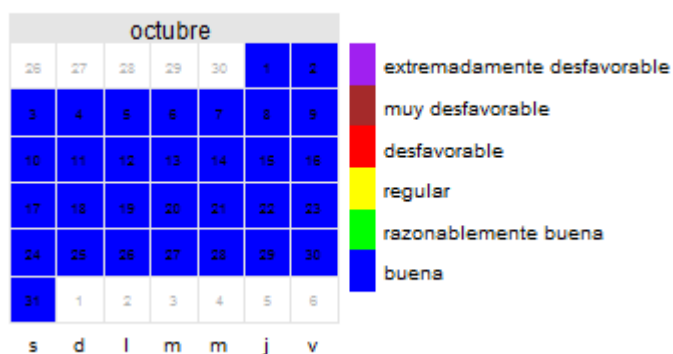 octubre
26 27 28 29 30 1 2
3 4 5 6 7 8 9
10 11 12 13 14 15 16
17 18 19 20 21 22 23
24 25 26 27 28 29 30
31 1 2 3 4 5 6
s d l m m j v
extremadamente desfavorable
muy desfavorable
desfavorable
regular
razonablemente buena
buena